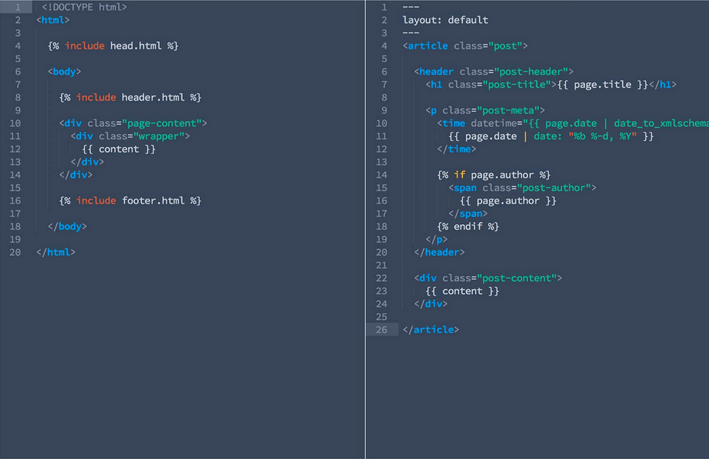 1 <!DOCTYPE html>
2 <html>
3
4 {% include head.html %}
5
6 <body>
7
8 {% include header.html %}
9
10 <div class="page-content">
11 <div class="wrapper">
12 {{ content }}
13 </div>
14 </div>
15
16 {% include footer.html %}
17
18 </body>
19
20 </html>
1 ---
2 layout: default
3 ---
4 <article class="post">
5
6 <header class="post-header">
7 <h1 class="post-title">{{ page.title }}</h1>
8
9 <p class="post-meta">
10 <time datetime="{{ page.date | date_to_xmlschema
11 {{ page.date | date: "%b %-d, %Y" }}
12 </time>
13
14 {% if page.author %}
15 <span class="post-author">
16 {{ page.author }}
17 </span>
18 {% endif %}
19 </p>
20 </header>
21
22 <div class="post-content">
23 {{ content }}
24 </div>
25
26 </article>